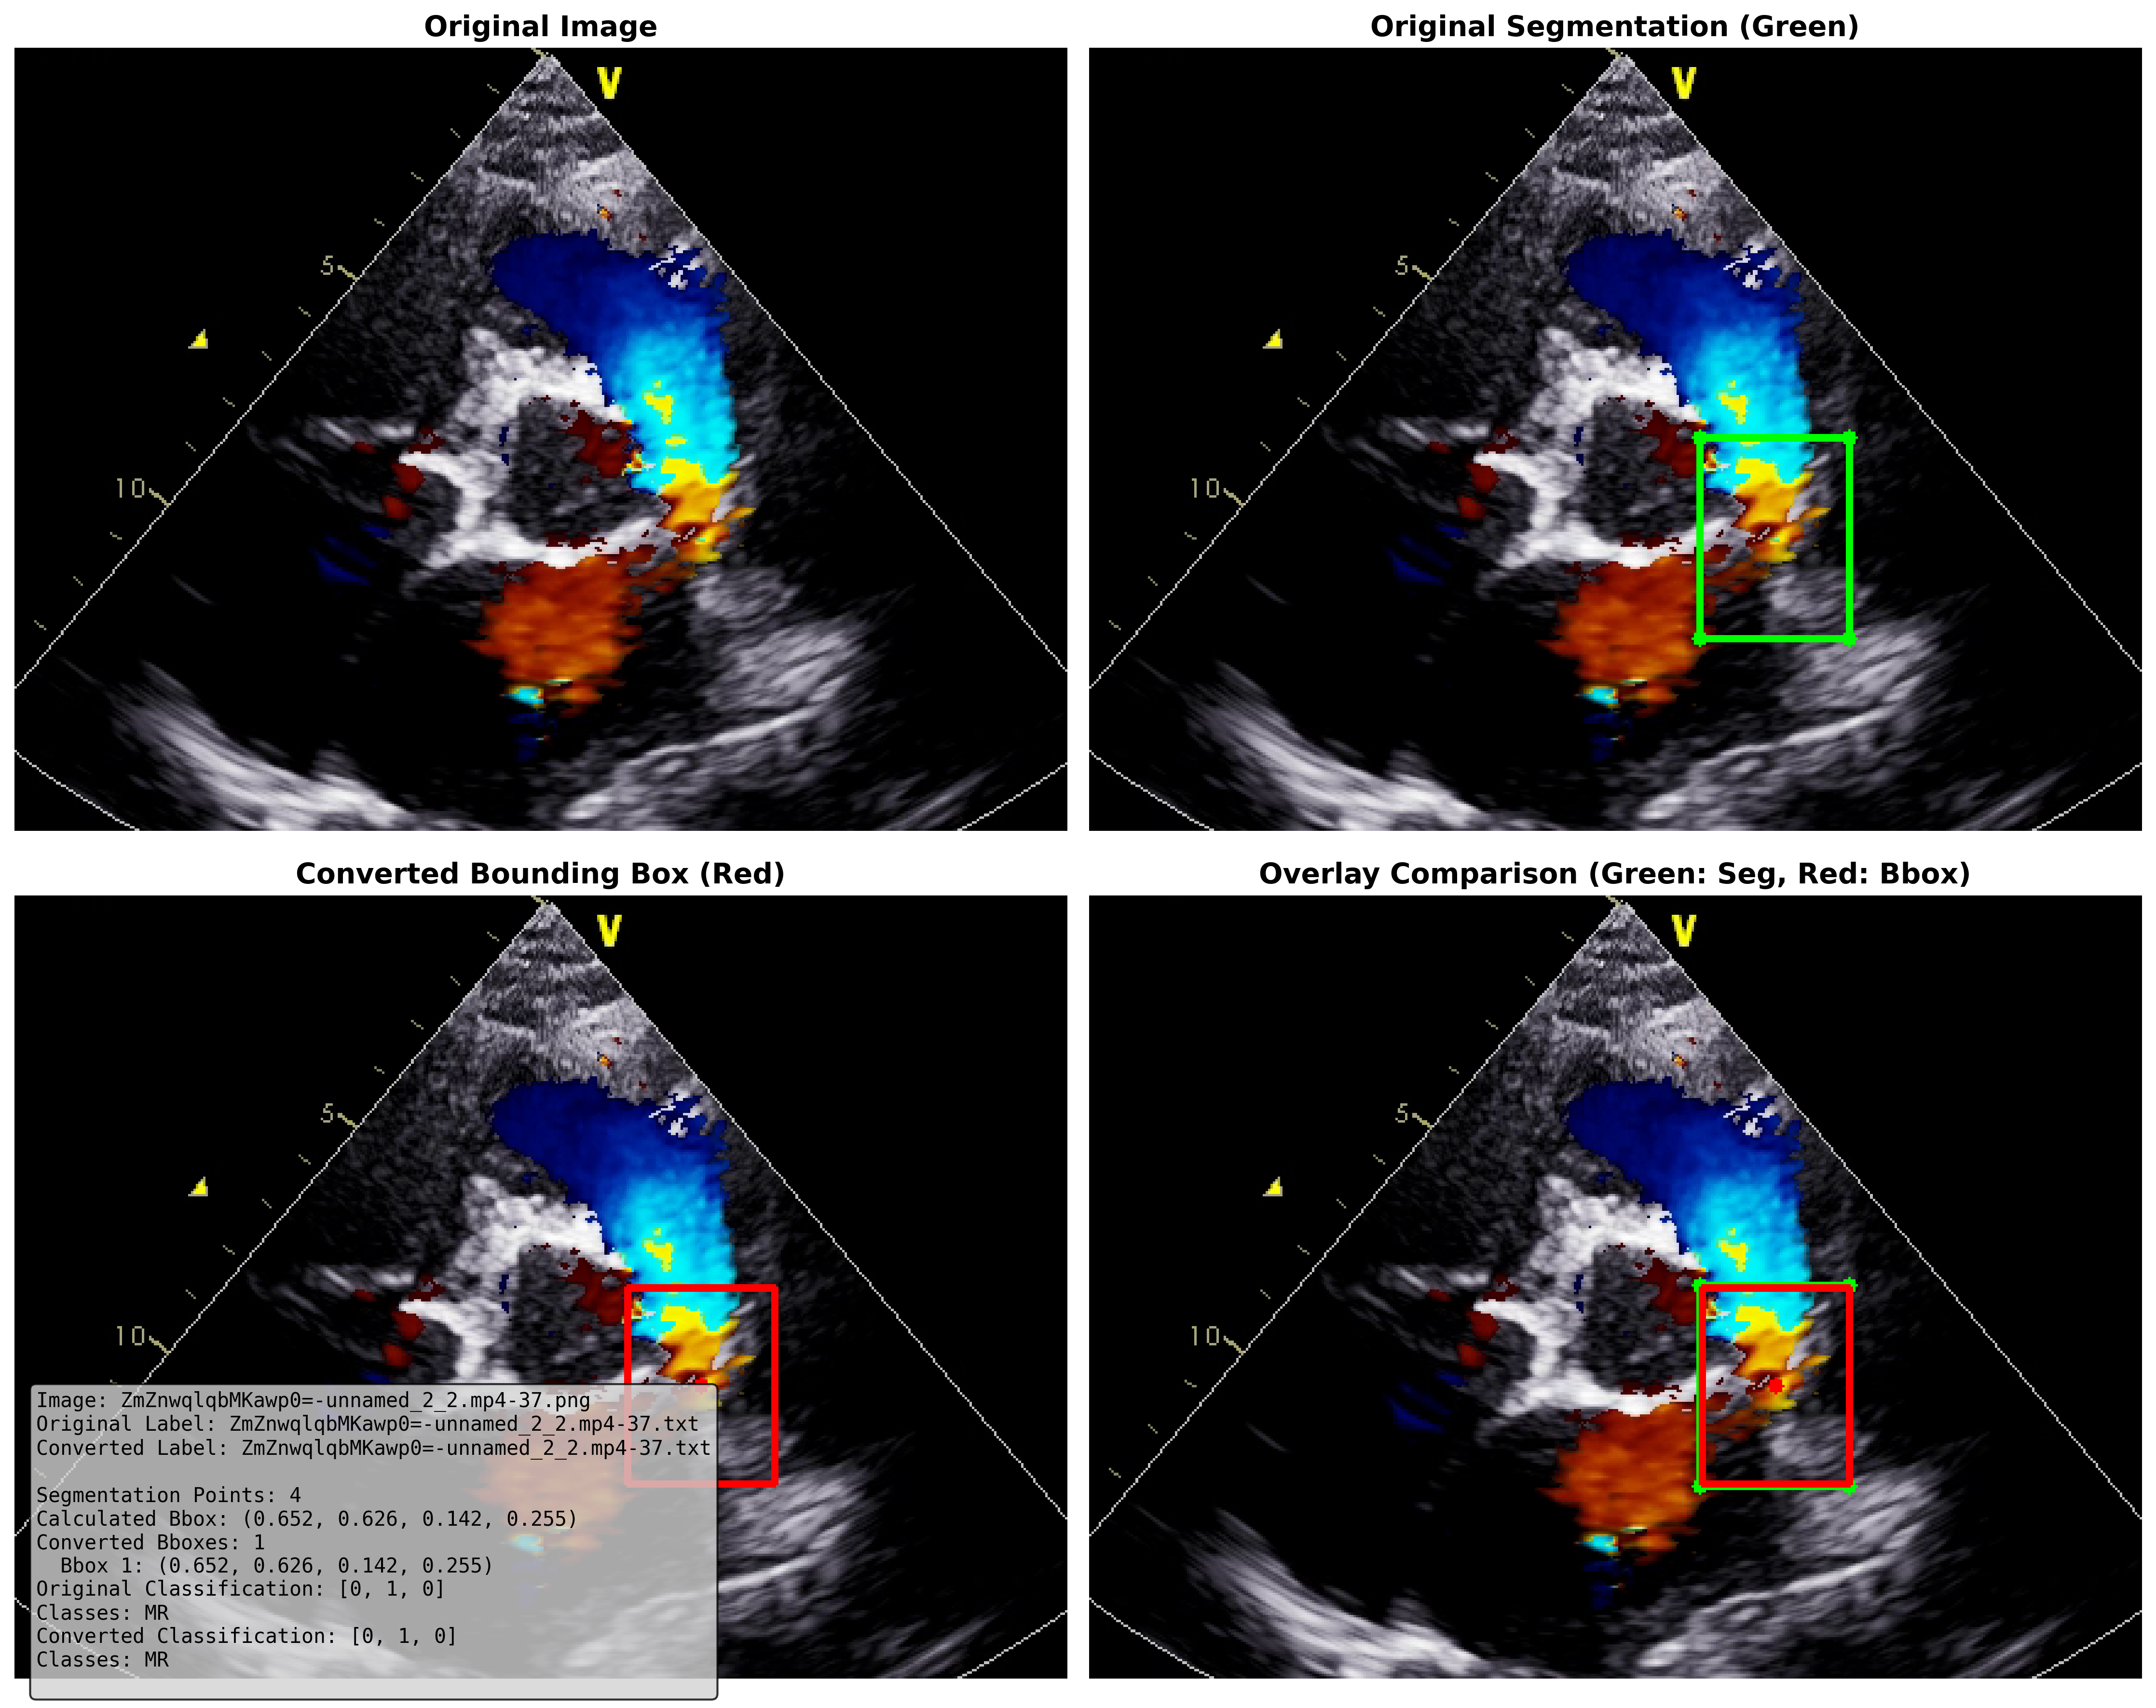 Original Image
Original Segmentation (Green)
V
5
10
V
5
10
Converted Bounding Box (Red)
Overlay Comparison (Green: Seg, Red: Bbox)
V
5
10
V
5
10
Image: ZmZnwqlqbMKawp0=-unnamed_2_2.mp4-37.png
Original Label: ZmZnwqlqbMKawp0=-unnamed_2_2.mp4-37.txt
Converted Label: ZmZnwqlqbMKawp0=-unnamed_2_2.mp4-37.txt
Segmentation Points: 4
Calculated Bbox: (0.652, 0.626, 0.142, 0.255)
Converted Bboxes: 1
Bbox 1: (0.652, 0.626, 0.142, 0.255)
Original Classification: [0, 1, 0]
Classes: MR
Converted Classification: [0, 1, 0]
Classes: MR